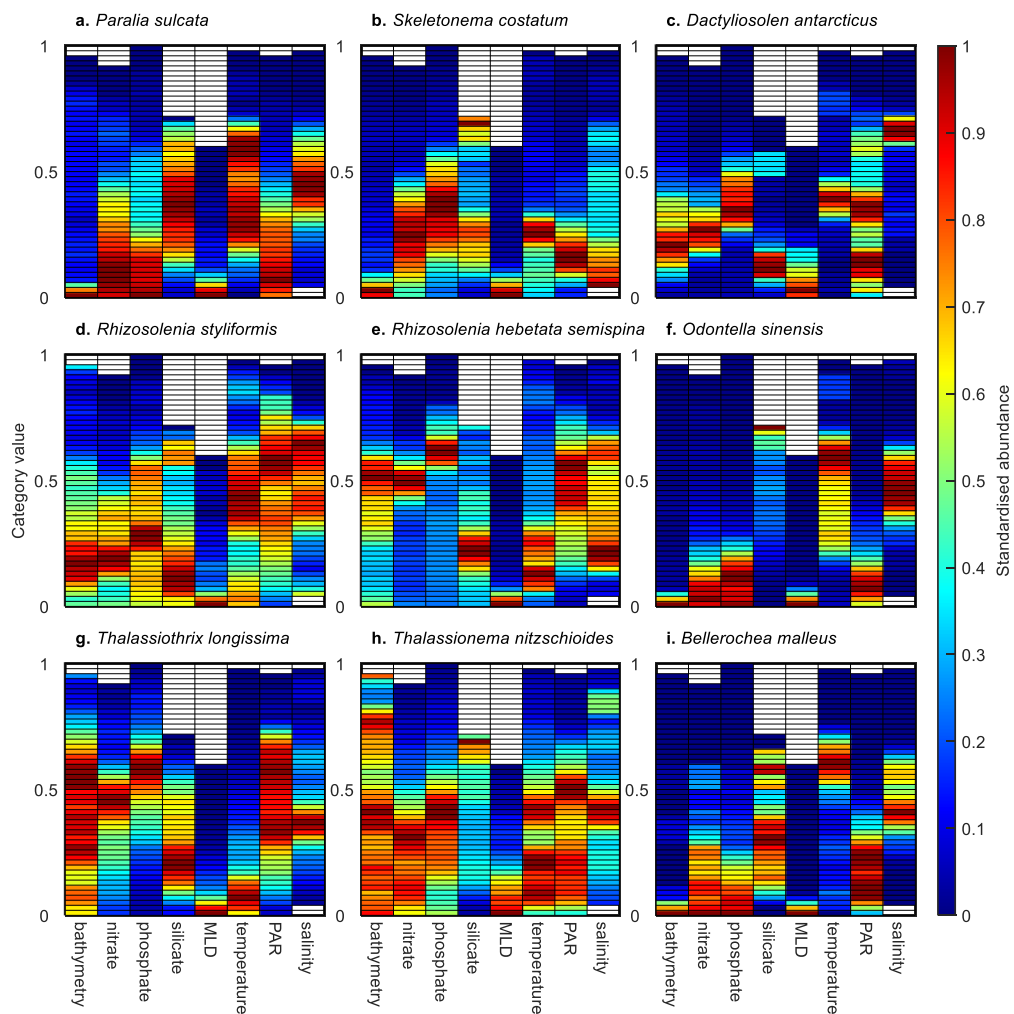 a. Paralia sulcata
b. Skeletonema costatum
c. Dactyliosolen antarcticus
1
0.5
0
1
0.5
0
1
0.5
0
d. Rhizosolenia styliformis
e. Rhizosolenia hebetata semispina
f. Odontella sinensis
Category value
1
0.5
0
1
0.5
0
1
0.5
0
g. Thalassiothrix longissima
h. Thalassionema nitzschioides
i. Bellerochea malleus
1
0.5
0
1
0.5
0
1
0.5
0
bathymetry
nitrate
phosphate
silicate
MLD
temperature
PAR
salinity
bathymetry
nitrate
phosphate
silicate
MLD
temperature
PAR
salinity
bathymetry
nitrate
phosphate
silicate
MLD
temperature
PAR
salinity
1
0.9
0.8
0.7
0.6
0.5
0.4
0.3
0.2
0.1
0
Standardised abundance